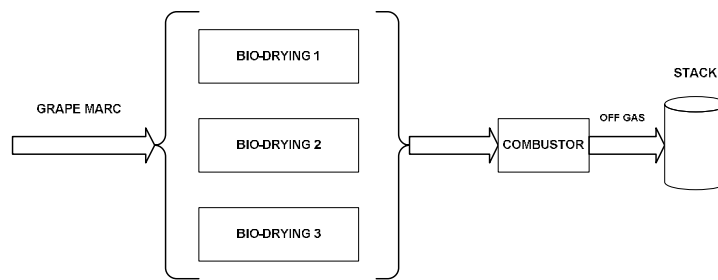 GRAPE MARC
BIO-DRYING 1
BIO-DRYING 2
BIO-DRYING 3
COMBUSTOR
OFF GAS
STACK